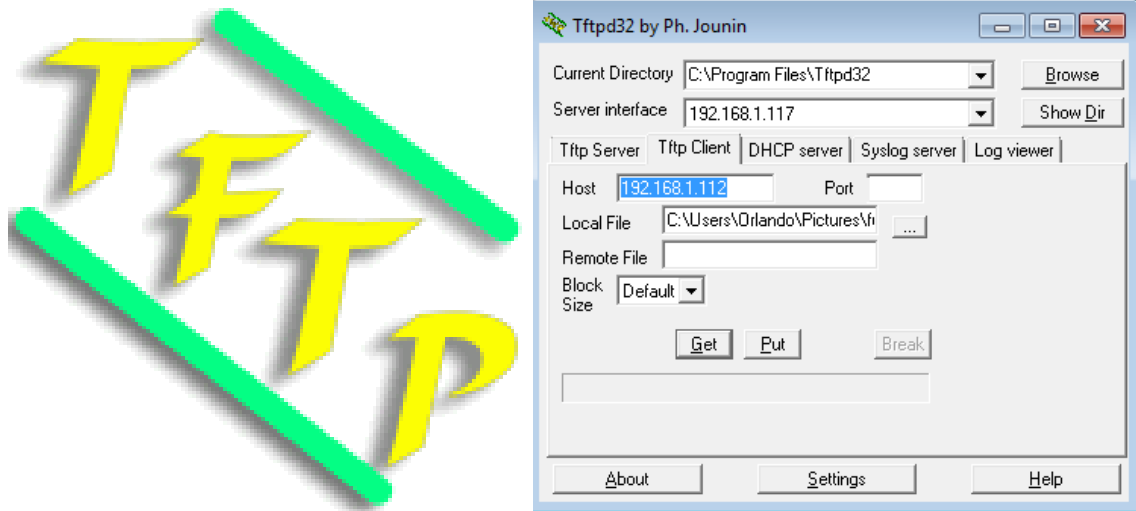 TFTP
Tftpd32 by Ph. Jounin
Current Directory C:\Program Files\Tftpd32 Browse
Server interface 192.168.1.117 Show Dir
Tftp Server Tftp Client DHCP server Syslog server Log viewer
Host 192.168.1.112 Port
Local File C:\Users\Orlando\Pictures\ ...
Remote File
Block
Size Default
Get Put Break
About Settings Help